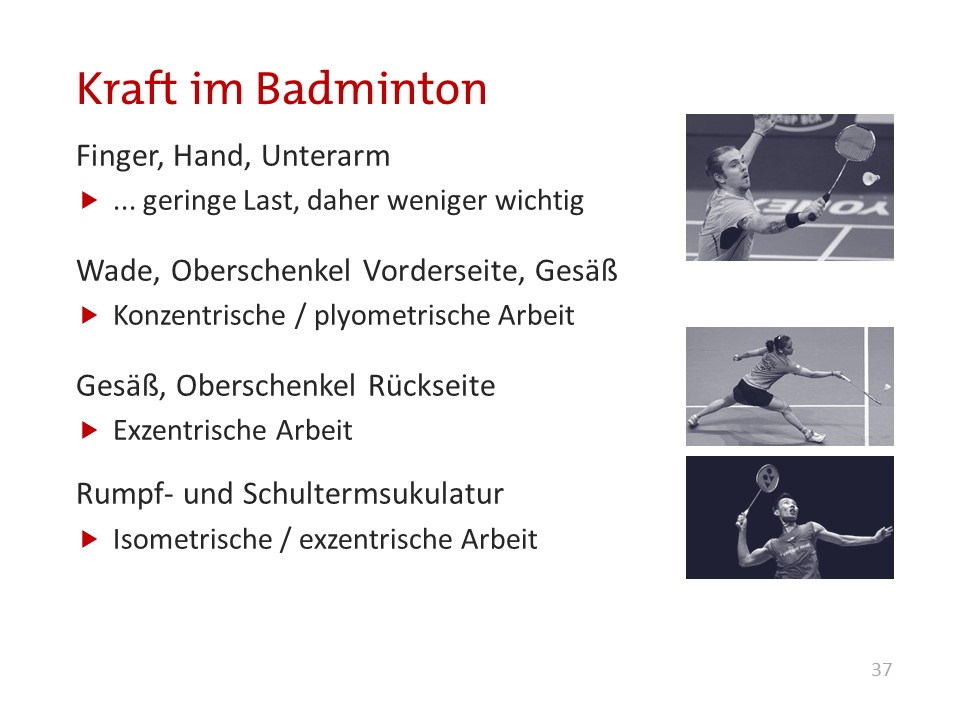 Kraft im Badminton
Finger, Hand, Unterarm
... geringe Last, daher weniger wichtig
Wade, Oberschenkel Vorderseite, Gesäß
Konzentrische / plyometrische Arbeit
Gesäß, Oberschenkel Rückseite
Exzentrische Arbeit
Rumpf- und Schultermsukulatur
Isometrische / exzentrische Arbeit
37